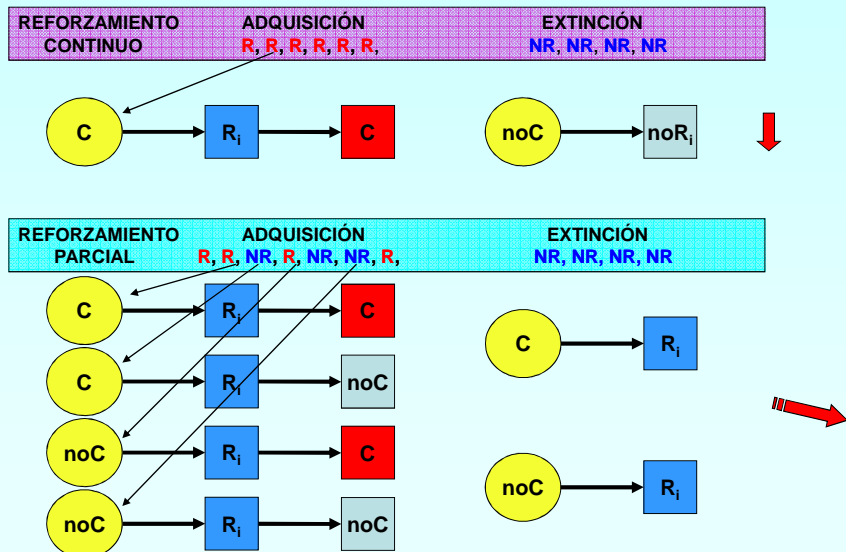 REFORZAMIENTO ADQUISICIÓN EXTINCIÓN
CONTINUO R, R, R, R, R, R, NR, NR, NR, NR
C Ri C noC noRi
REFORZAMIENTO ADQUISICIÓN EXTINCIÓN
PARCIAL R, R, NR, R, NR, NR, R, NR, NR, NR, NR
C Ri C
C Ri
C Ri noC
noC Ri C
noC Ri
noC Ri noC